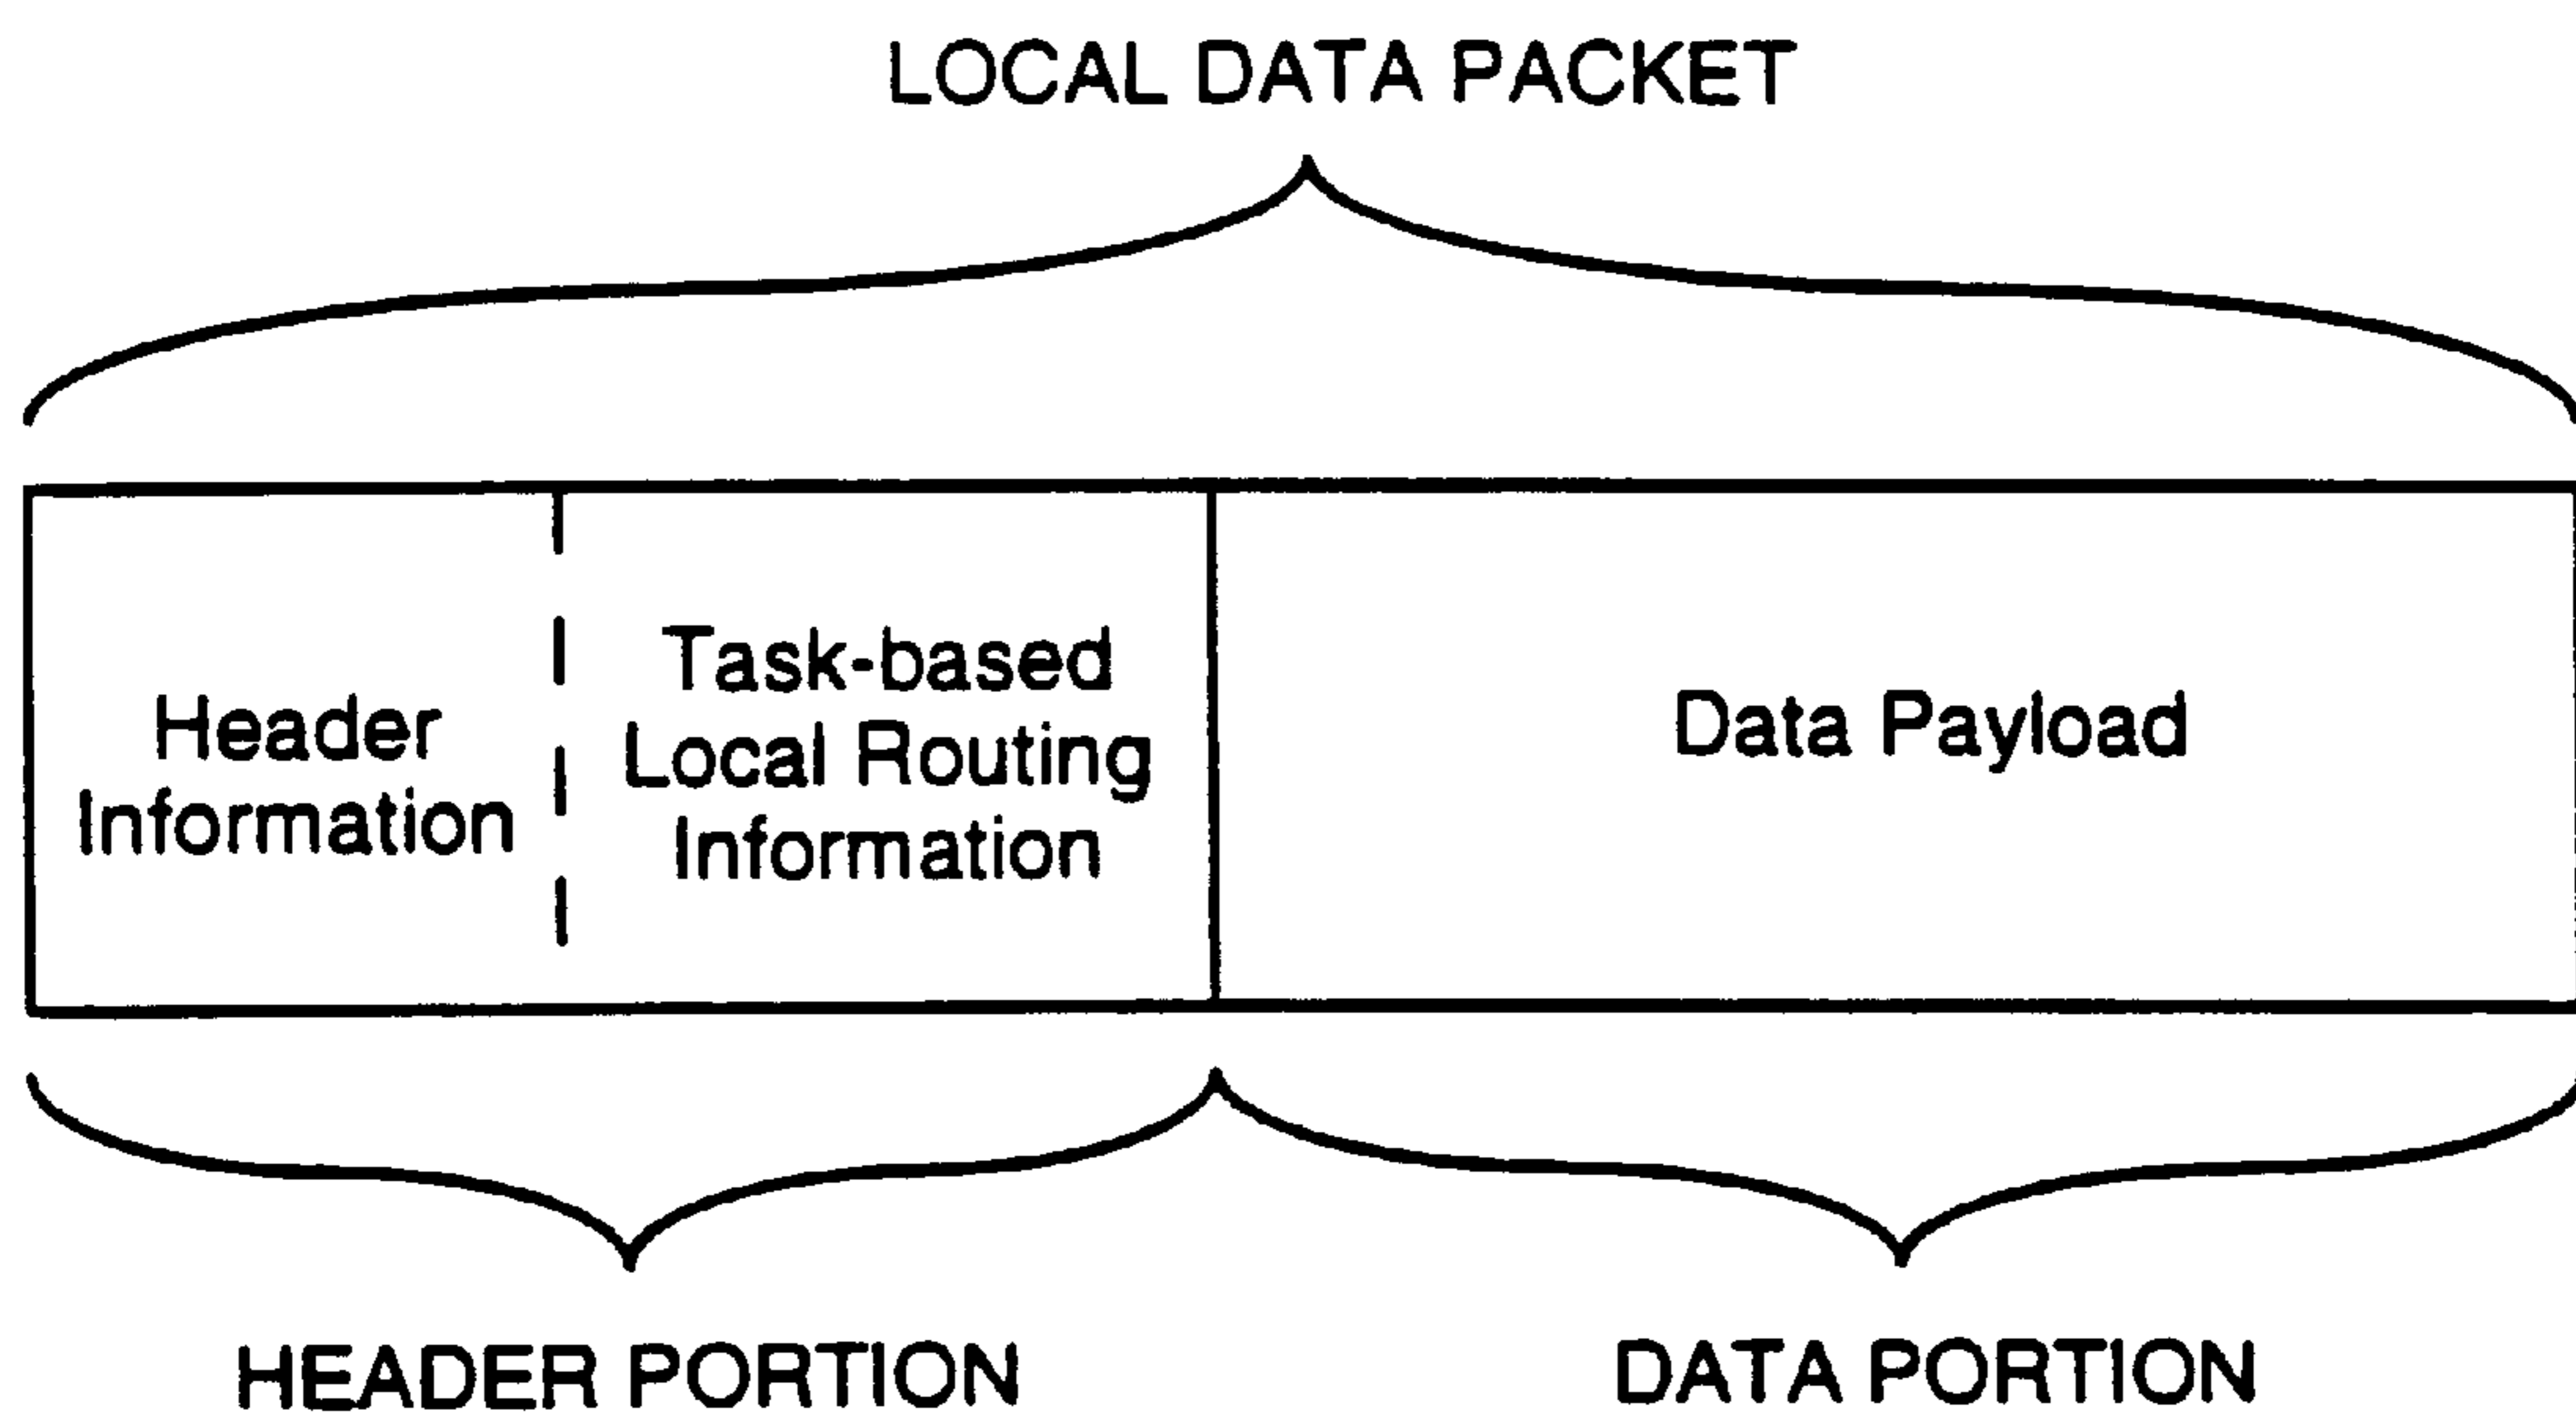 LOCAL DATA PACKET
Header
Information
Task-based
Local Routing
Information
Data Payload
HEADER PORTION
DATA PORTION